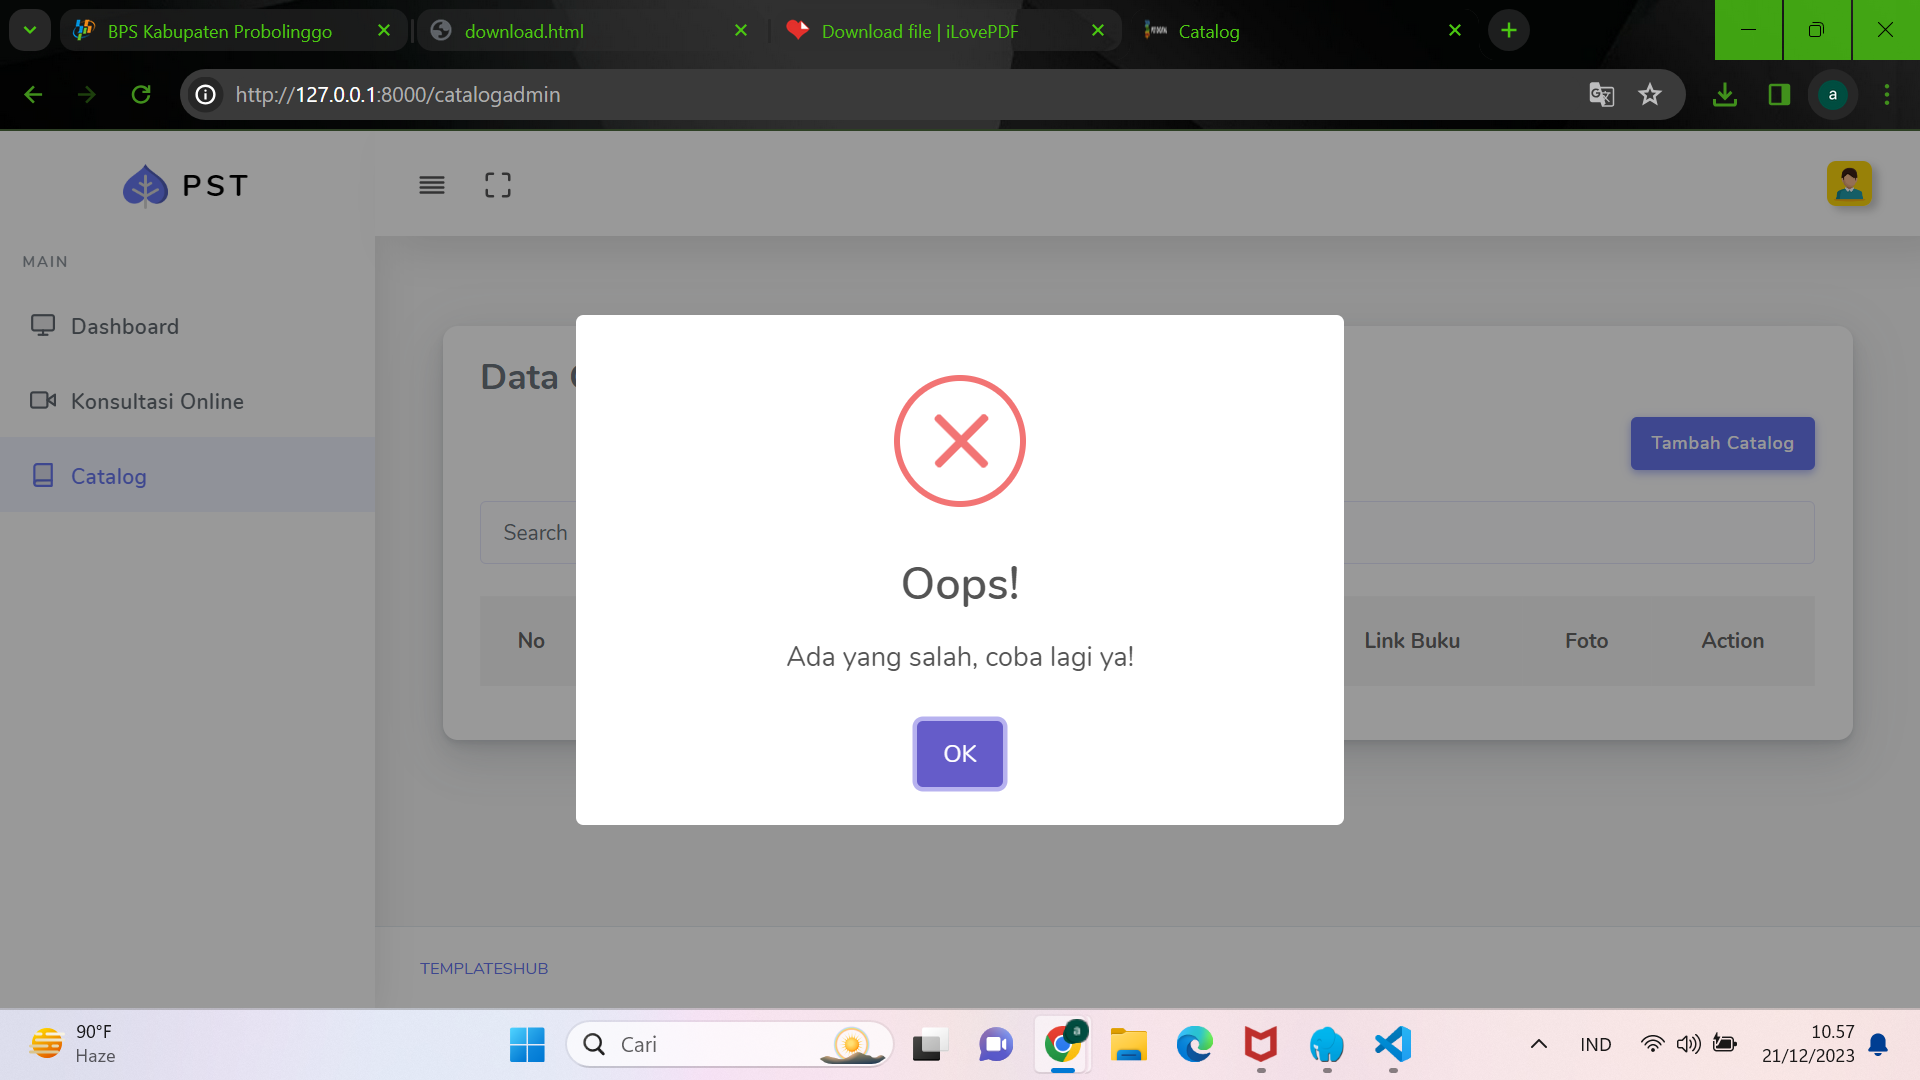 BPS Kabupaten Probolinggo
download.html
Download file | iLovePDF
Catalog
http://127.0.0.1:8000/catalogadmin
a
PST
MAIN
Dashboard
Konsultasi Online
Catalog
Data
Tambah Catalog
Search
No
Link Buku
Foto
Action
Oops!
Ada yang salah, coba lagi ya!
OK
TEMPLATESHUB
90°F
Haze
Cari
a
IND
10.57
21/12/2023